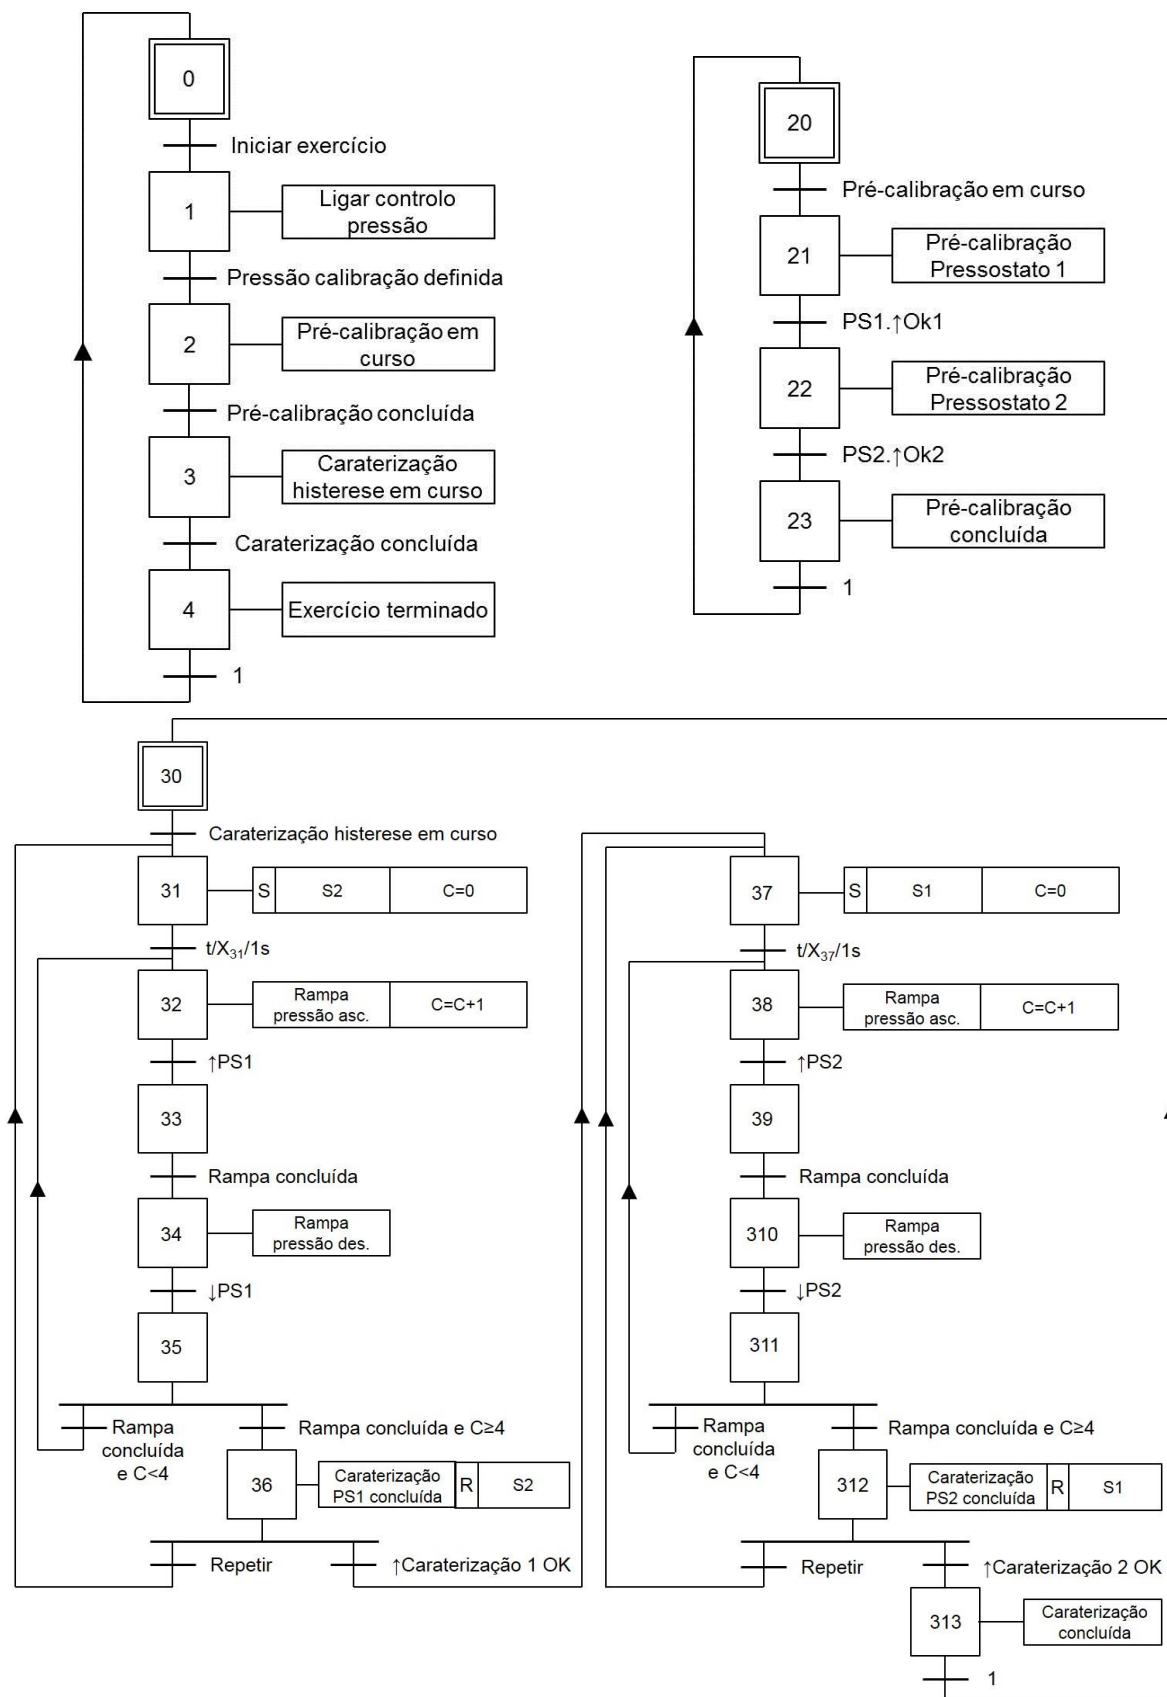 0
Iniciar exercício
1
Ligar controlo
pressão
Pressão calibração definida
2
Pré-calibração em
curso
Pré-calibração concluída
3
Caraterização
histerese em curso
Caraterização concluída
4
Exercício terminado
1
20
Pré-calibração em curso
21
Pré-calibração
Pressostato 1
PS1.↑Ok1
22
Pré-calibração
Pressostato 2
PS2.↑Ok2
23
Pré-calibração
concluída
1
30
Caraterização histerese em curso
31
S S2 C=0
t/X₃₁/1s
32
Rampa
pressão asc.
C=C+1
↑PS1
33
Rampa concluída
34
Rampa
pressão des.
↓PS1
35
Rampa
concluída
e C<4
Rampa concluída e C≥4
36
Caraterização
PS1 concluída
R S2
Repetir
↑Caraterização 1 OK
37
S S1 C=0
t/X₃₇/1s
38
Rampa
pressão asc.
C=C+1
↑PS2
39
Rampa concluída
310
Rampa
pressão des.
↓PS2
311
Rampa
concluída
e C<4
Rampa concluída e C≥4
312
Caraterização
PS2 concluída
R S1
Repetir
↑Caraterização 2 OK
313
Caraterização
concluída
1